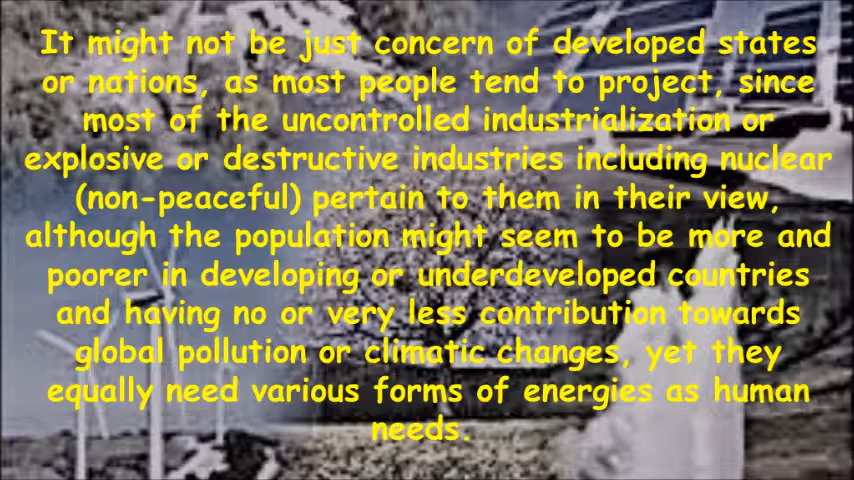 It might not be just concern of developed states
or nations, as most people tend to project, since
most of the uncontrolled industrialization or
explosive or destructive industries including nuclear
(non-peaceful) pertain to them in their view,
although the population might seem to be more and
poorer in developing or underdeveloped countries
and having no or very less contribution towards
global pollution or climatic changes, yet they
equally need various forms of energies as human
needs.